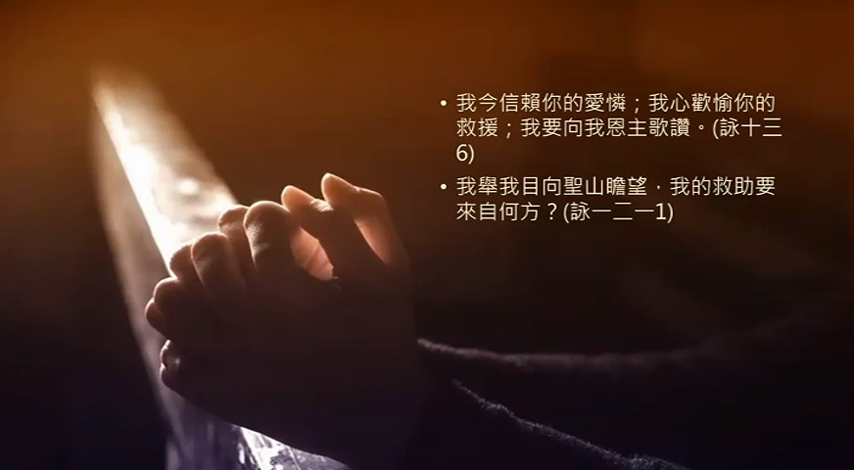 • 我今信賴你的愛憐；我心歡愉你的
救援；我要向我恩主歌讚。(詠十三
6)
• 我舉我目向聖山瞻望，我的救助要
來自何方？(詠一二一1)